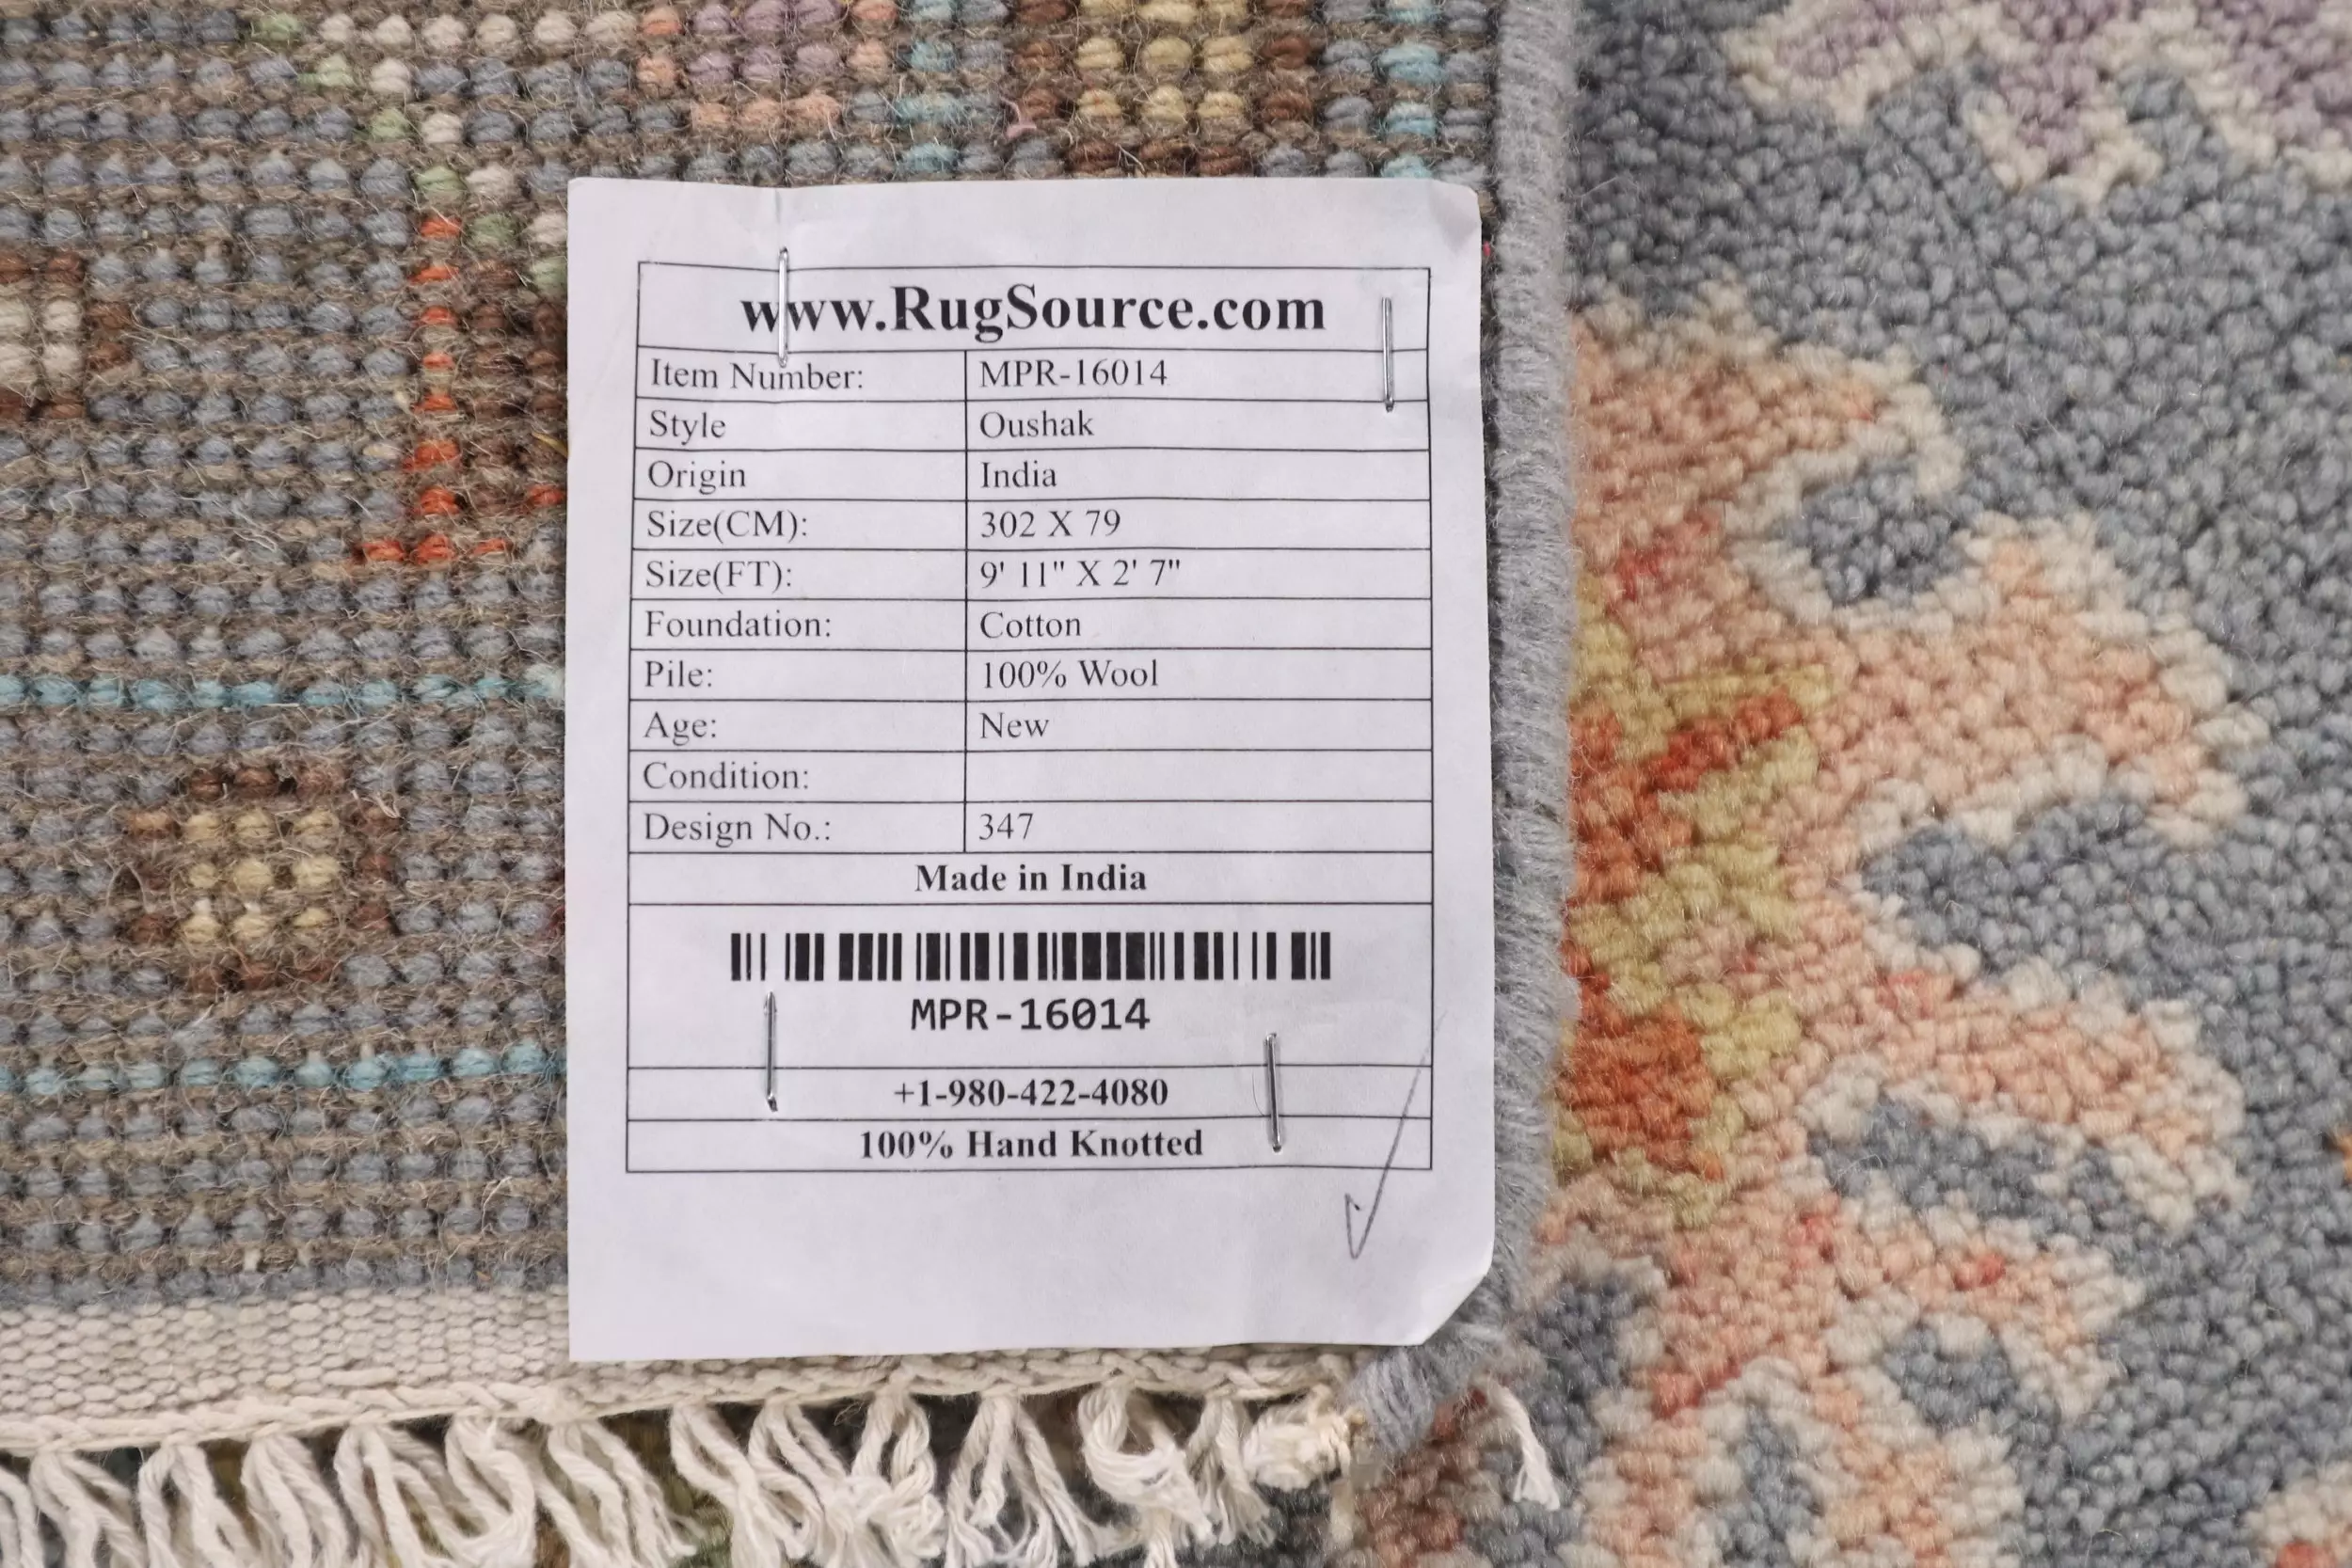 www.RugSource.com
Item Number: MPR-16014
Style Oushak
Origin India
Size(CM): 302 X 79
Size(FT): 9' 11" X 2' 7"
Foundation: Cotton
Pile: 100% Wool
Age: New
Condition:
Design No.: 347
Made in India
MPR-16014
+1-980-422-4080
100% Hand Knotted